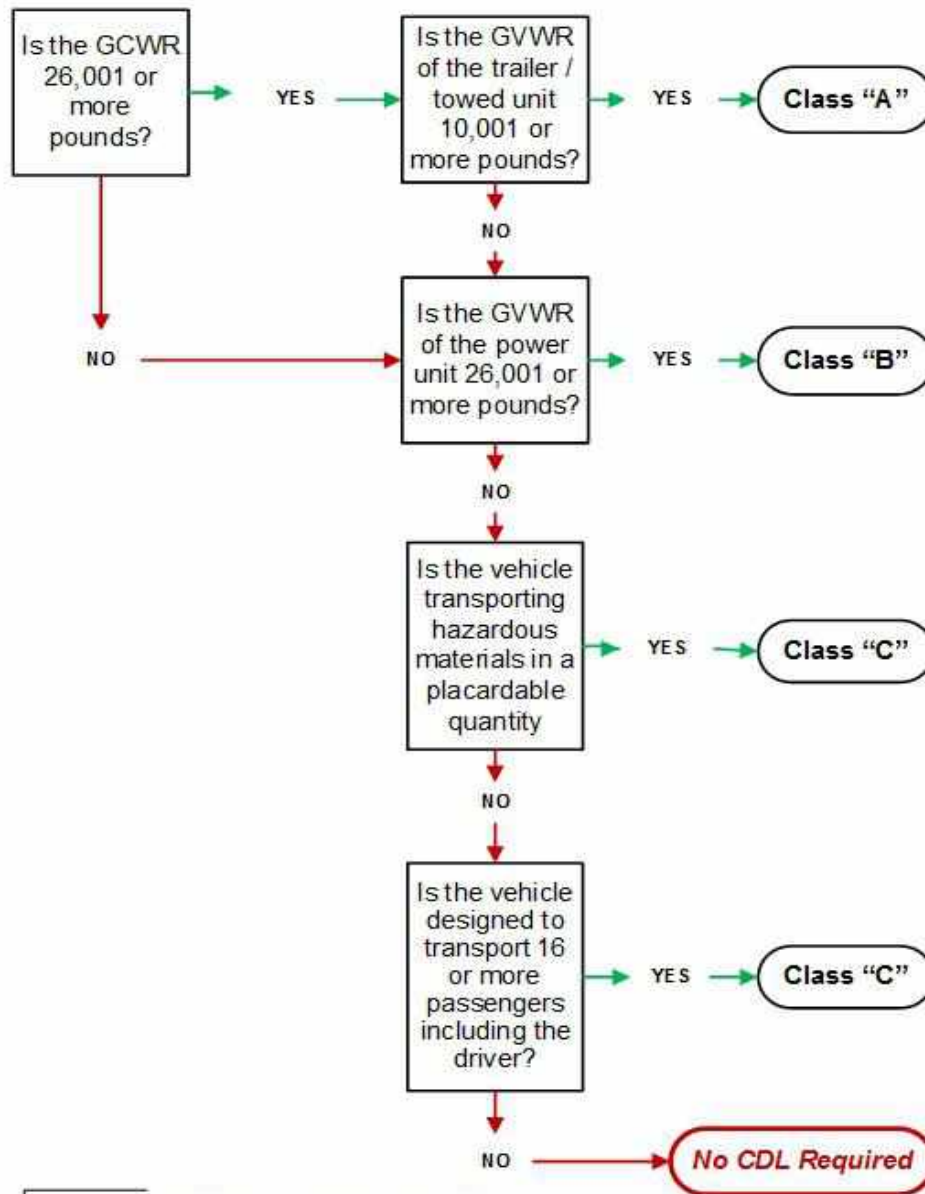 Is the GCWR
26,001 or
more
pounds?
YES
Is the GVWR
of the trailer /
towed unit
10,001 or
more pounds?
YES
Class “A”
NO
NO
Is the GVWR
of the power
unit 26,001 or
more pounds?
YES
Class “B”
NO
Is the vehicle
transporting
hazardous
materials in a
placardable
quantity
YES
Class “C”
NO
Is the vehicle
designed to
transport 16
or more
passengers
including the
driver?
YES
Class “C”
NO
No CDL Required